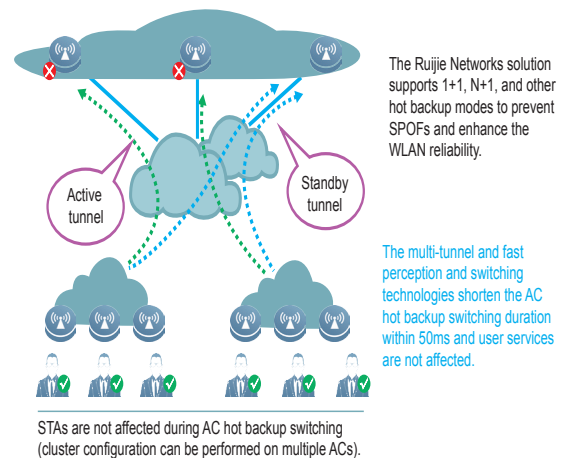 The Ruijie Networks solution
supports 1+1, N+1, and other
hot backup modes to prevent
SPOFs and enhance the
WLAN reliability.
Active
tunnel
Standby
tunnel
The multi-tunnel and fast
perception and switching
technologies shorten the AC
hot backup switching duration
within 50ms and user services
are not affected.
STAs are not affected during AC hot backup switching
(cluster configuration can be performed on multiple ACs).